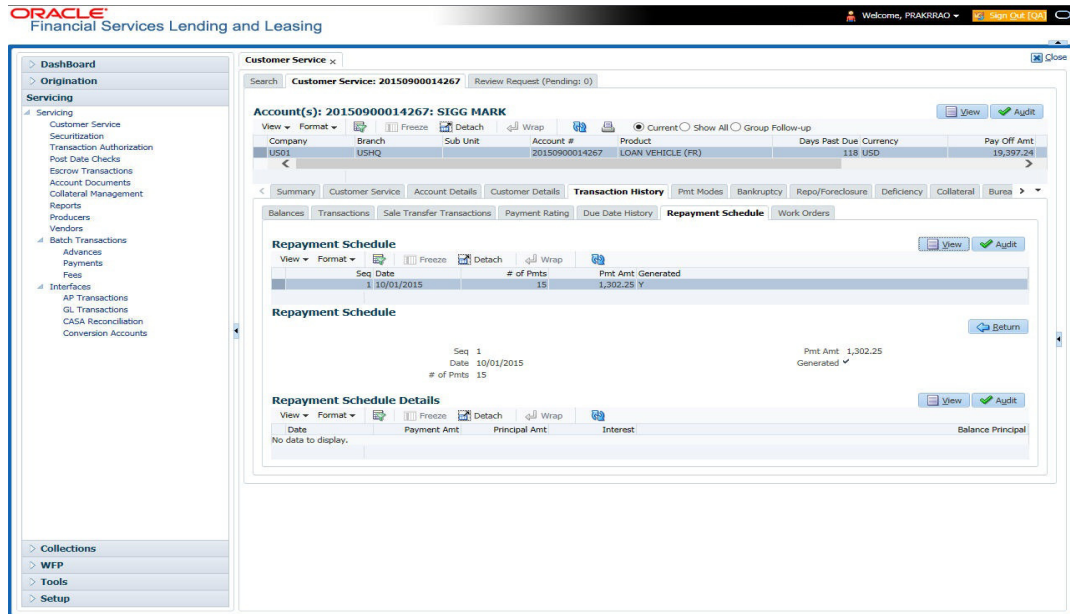 ORACLE
Financial Services Lending and Leasing
Welcome, PRAKRRAO
Sign Out [QA]
Close
DashBoard
Origination
Servicing
Servicing
Customer Service
Securitization
Transaction Authorization
Post Date Checks
Escrow Transactions
Account Documents
Collateral Management
Reports
Producers
Vendors
Batch Transactions
Advances
Payments
Fees
Interfaces
AP Transactions
GL Transactions
CASA Reconciliation
Conversion Accounts
Collections
WFP
Tools
Setup
Customer Service
Search Customer Service: 20150900014267 Review Request (Pending: 0)
Account(s): 20150900014267: SIGG MARK
View Audit
View Format Freeze Detach Wrap Current Show All Group Follow-up
Company Branch Sub Unit Account # Product Days Past Due Currency Pay Off Amt
US01 USHQ 20150900014267 LOAN VEHICLE (FR) 118 USD 19,397.24
Summary Customer Service Account Details Customer Details Transaction History Pmt Modes Bankruptcy Repo/Foreclosure Deficiency Collateral Burea
Balances Transactions Sale Transfer Transactions Payment Rating Due Date History Repayment Schedule Work Orders
Repayment Schedule
View Audit
View Format Freeze Detach Wrap
Seq Date # of Pmts Pmt Amt Generated
1 10/01/2015 15 1,302.25 Y
Repayment Schedule
Return
Seq 1 Pmt Amt 1,302.25
Date 10/01/2015 Generated
# of Pmts 15
Repayment Schedule Details
View Audit
View Format Freeze Detach Wrap
Date Payment Amt Principal Amt Interest Balance Principal
No data to display.